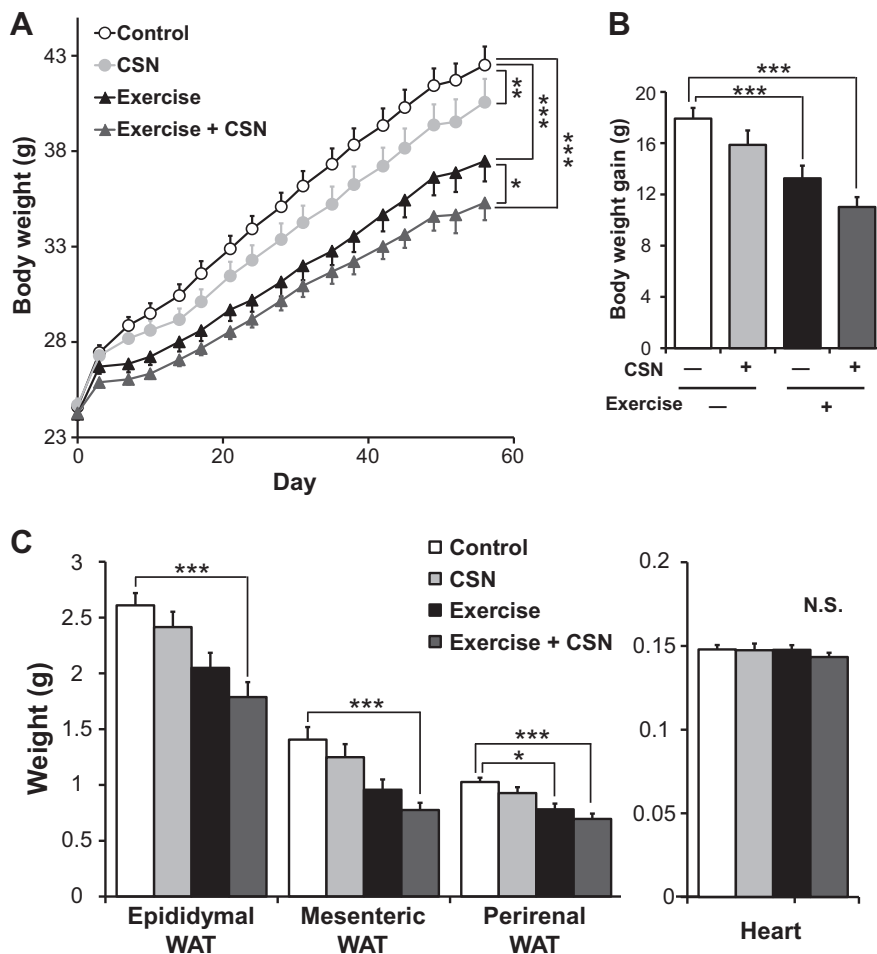 A
Control
CSN
Exercise
Exercise + CSN
43
38
33
28
23
Body weight (g)
0
20
40
60
Day
**
***
***
*
B
***
***
20
16
12
8
4
0
Body weight gain (g)
CSN — + — +
Exercise — +
C
Control
CSN
Exercise
Exercise + CSN
3
2.5
2
1.5
1
0.5
0
Weight (g)
***
***
***
*
Epididymal
WAT
Mesenteric
WAT
Perirenal
WAT
0.2
0.15
0.1
0.05
0
N.S.
Heart